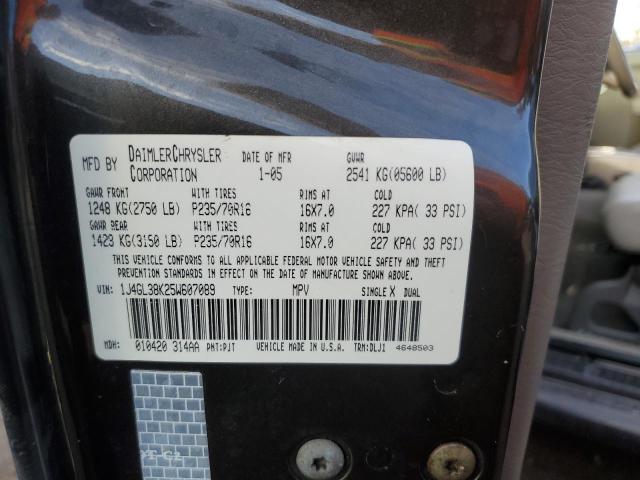 MFD BY DAIMLERCHRYSLER CORPORATION DATE OF MFR 1-05 GVWR 2541 KG(05600 LB)
GAWR FRONT WITH TIRES RIMS AT COLD
1248 KG(2750 LB) P235/70R16 16X7.0 227 KPA( 33 PSI)
GAWR REAR WITH TIRES RIMS AT COLD
1423 KG(3150 LB) P235/70R16 16X7.0 227 KPA( 33 PSI)
THIS VEHICLE CONFORMS TO ALL APPLICABLE FEDERAL MOTOR VEHICLE SAFETY AND THEFT
PREVENTION STANDARDS IN EFFECT ON THE DATE OF MANUFACTURE SHOWN ABOVE.
VIN: 1J4GL38K25W607089 TYPE: MPV SINGLE X DUAL
MDH: 010420 314AA PNT:PJT VEHICLE MADE IN U.S.A. TRM:DLJ1 4648503